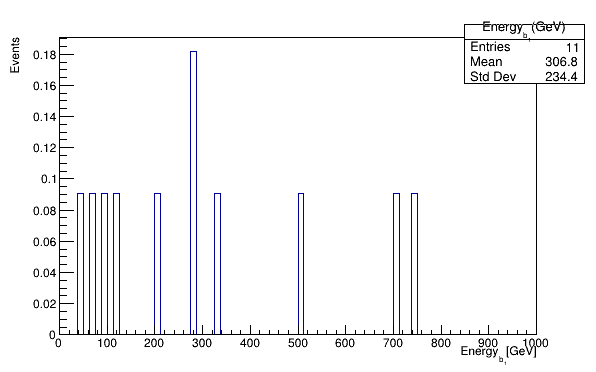 Energy_b₁(GeV)
Entries 11
Mean 306.8
Std Dev 234.4
Events
0.18
0.16
0.14
0.12
0.1
0.08
0.06
0.04
0.02
0
0 100 200 300 400 500 600 700 800 900 1000
Energy_b₁[GeV]